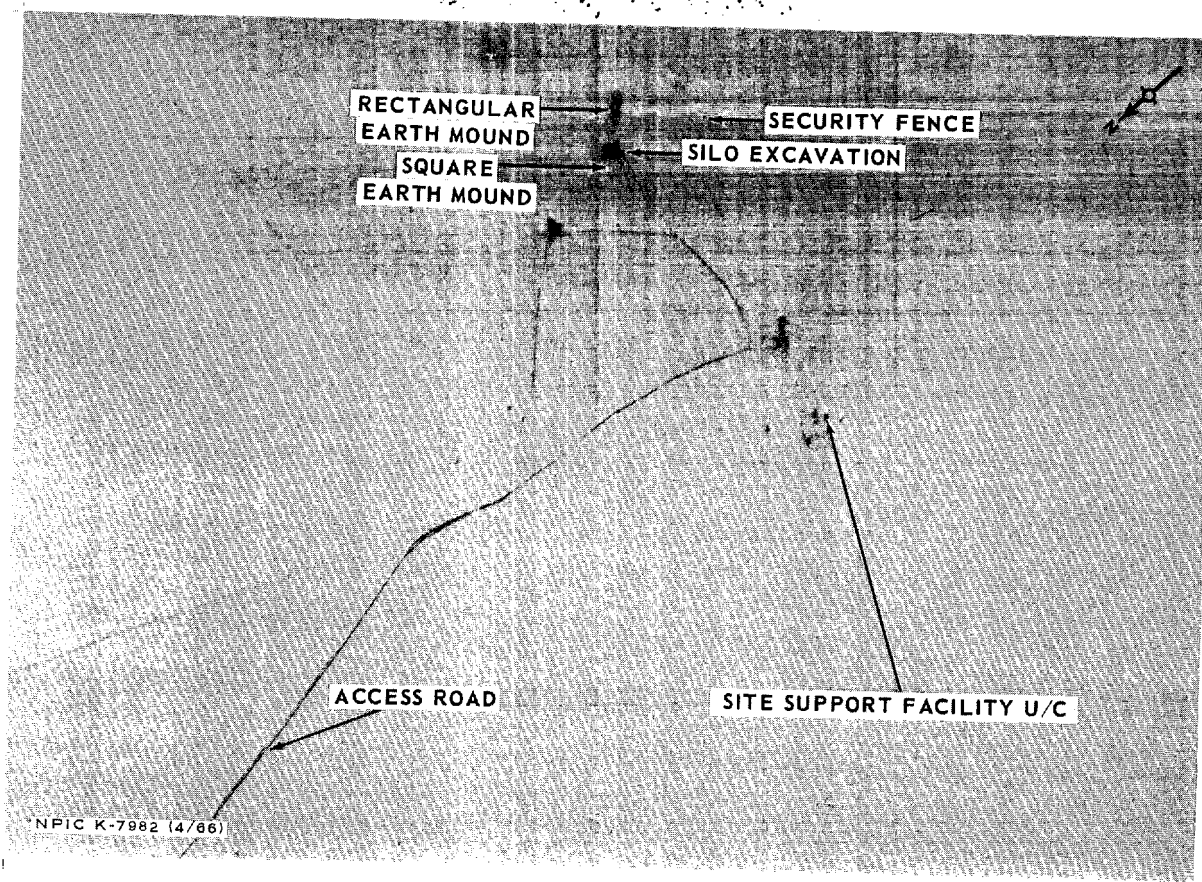 RECTANGULAR
EARTH MOUND
SECURITY FENCE
SILO EXCAVATION
SQUARE
EARTH MOUND
N
ACCESS ROAD
SITE SUPPORT FACILITY U/C
NPIC K-7982 (4/66)